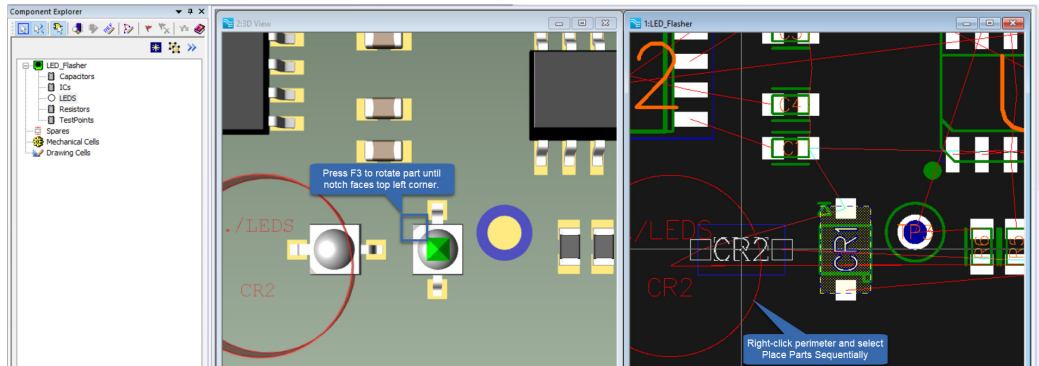 Component Explorer
LED_Flasher
Capacitors
ICs
LEDS
Resistors
TestPoints
Spares
Mechanical Cells
Drawing Cells
2:3D View
Press F3 to rotate part until
notch faces top left corner.
./LEDS
CR2
1:LED_Flasher
2
C4
/LEDS
CR2
CR1
R6
CR2
Right-click perimeter and select
Place Parts Sequentially